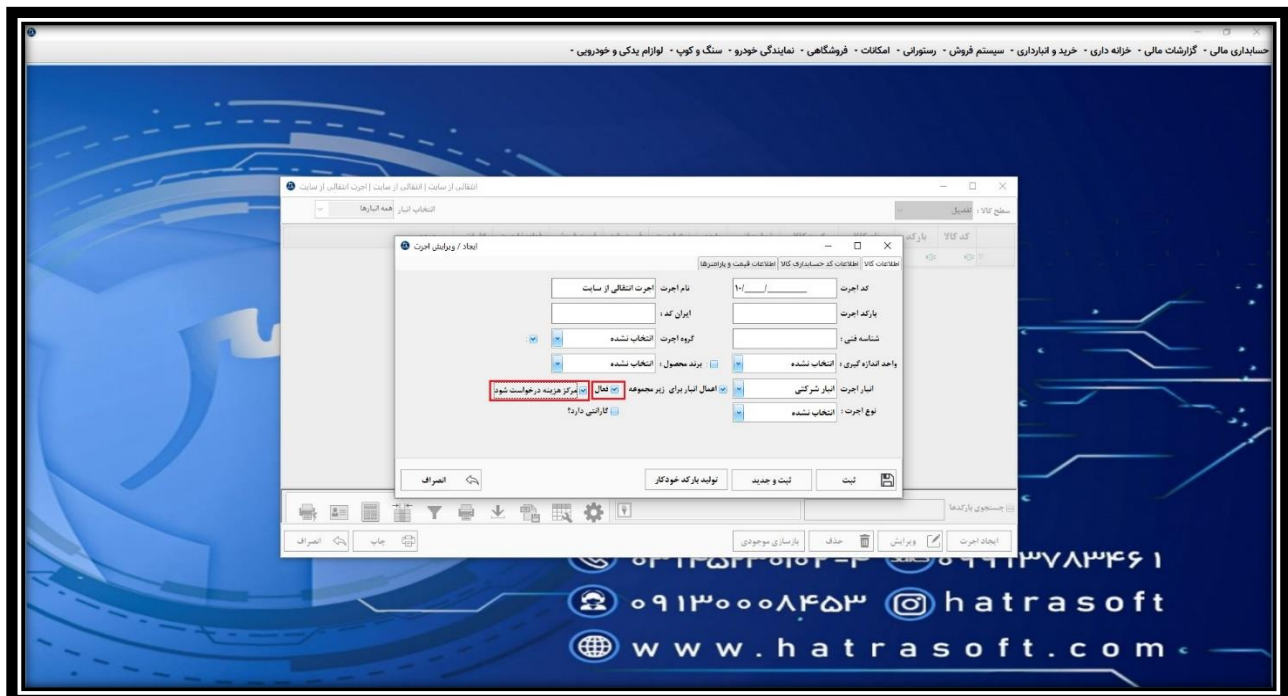 حسابداری مالی - گزارشات مالی - خزانه داری - خرید و انبارداری - سیستم فروش - رستورانی - امکانات - فروشگاهی - نمایندگی خودرو - سنگ و کوپ - لوازم یدکی و خودرویی -
انتقالی از سایت | انتقالی از سایت | اجرت انتقالی از سایت
سطح کالا : تفصیل
انتخاب انبار همه انبارها
کد کالا بارکد
ایجاد / ویرایش اجرت
اطلاعات کالا اطلاعات کد حسابداری کالا اطلاعات قیمت و پارامترها
کد اجرت ۱۰/____/________ نام اجرت اجرت انتقالی از سایت
بارکد اجرت ایران کد :
شناسه فنی : گروه اجرت انتخاب نشده
واحد اندازه گیری : انتخاب نشده برند محصول : انتخاب نشده
انبار اجرت انبار شرکتی اعمال انبار برای زیر مجموعه فعال مرکز هزینه درخواست شود
نوع اجرت : انتخاب نشده گارانتی دارد؟
ثبت ثبت و جدید تولید بارکد خودکار انصراف
جستجوی بارکدها
ایجاد اجرت ویرایش حذف بازسازی موجودی چاپ انصراف
۰۹۱۳۰۰۰۸۴۵۳ hatrasoft
www.hatrasoft.com